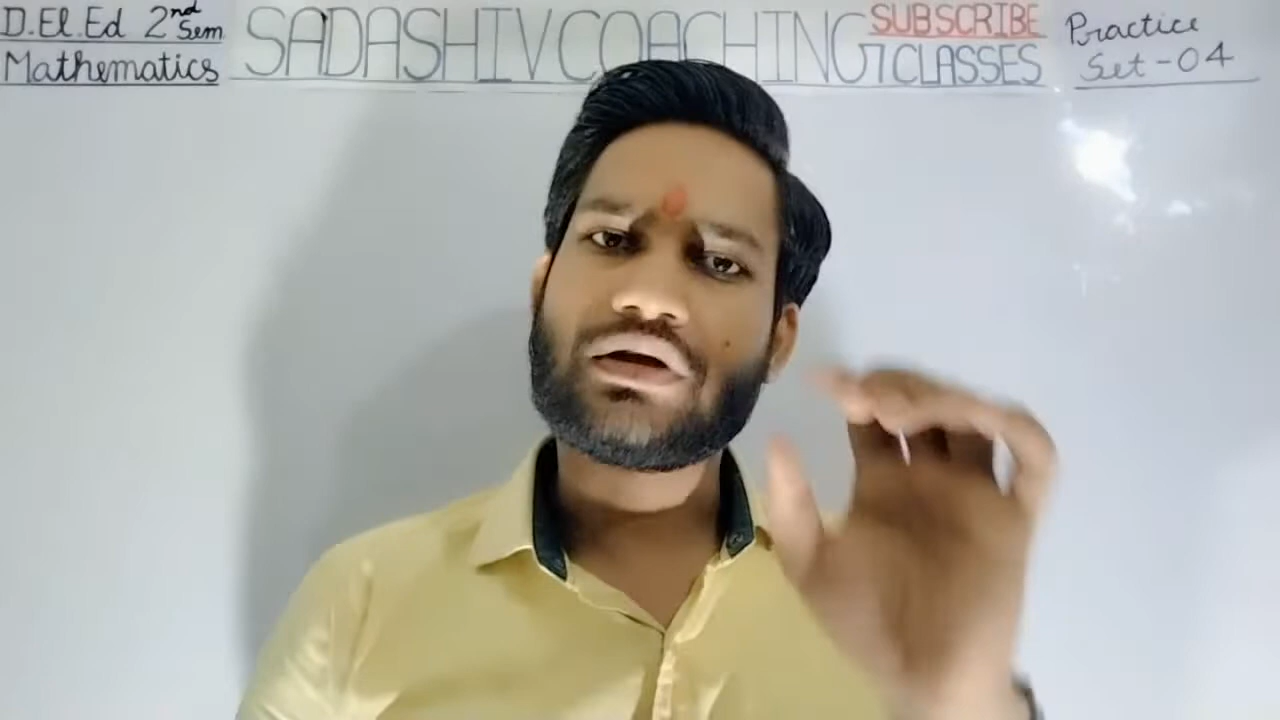 D.El.Ed 2nd Sem
Mathematics
SADASHIV COACHING CLASSES
SUBSCRIBE
Practice
Set-04